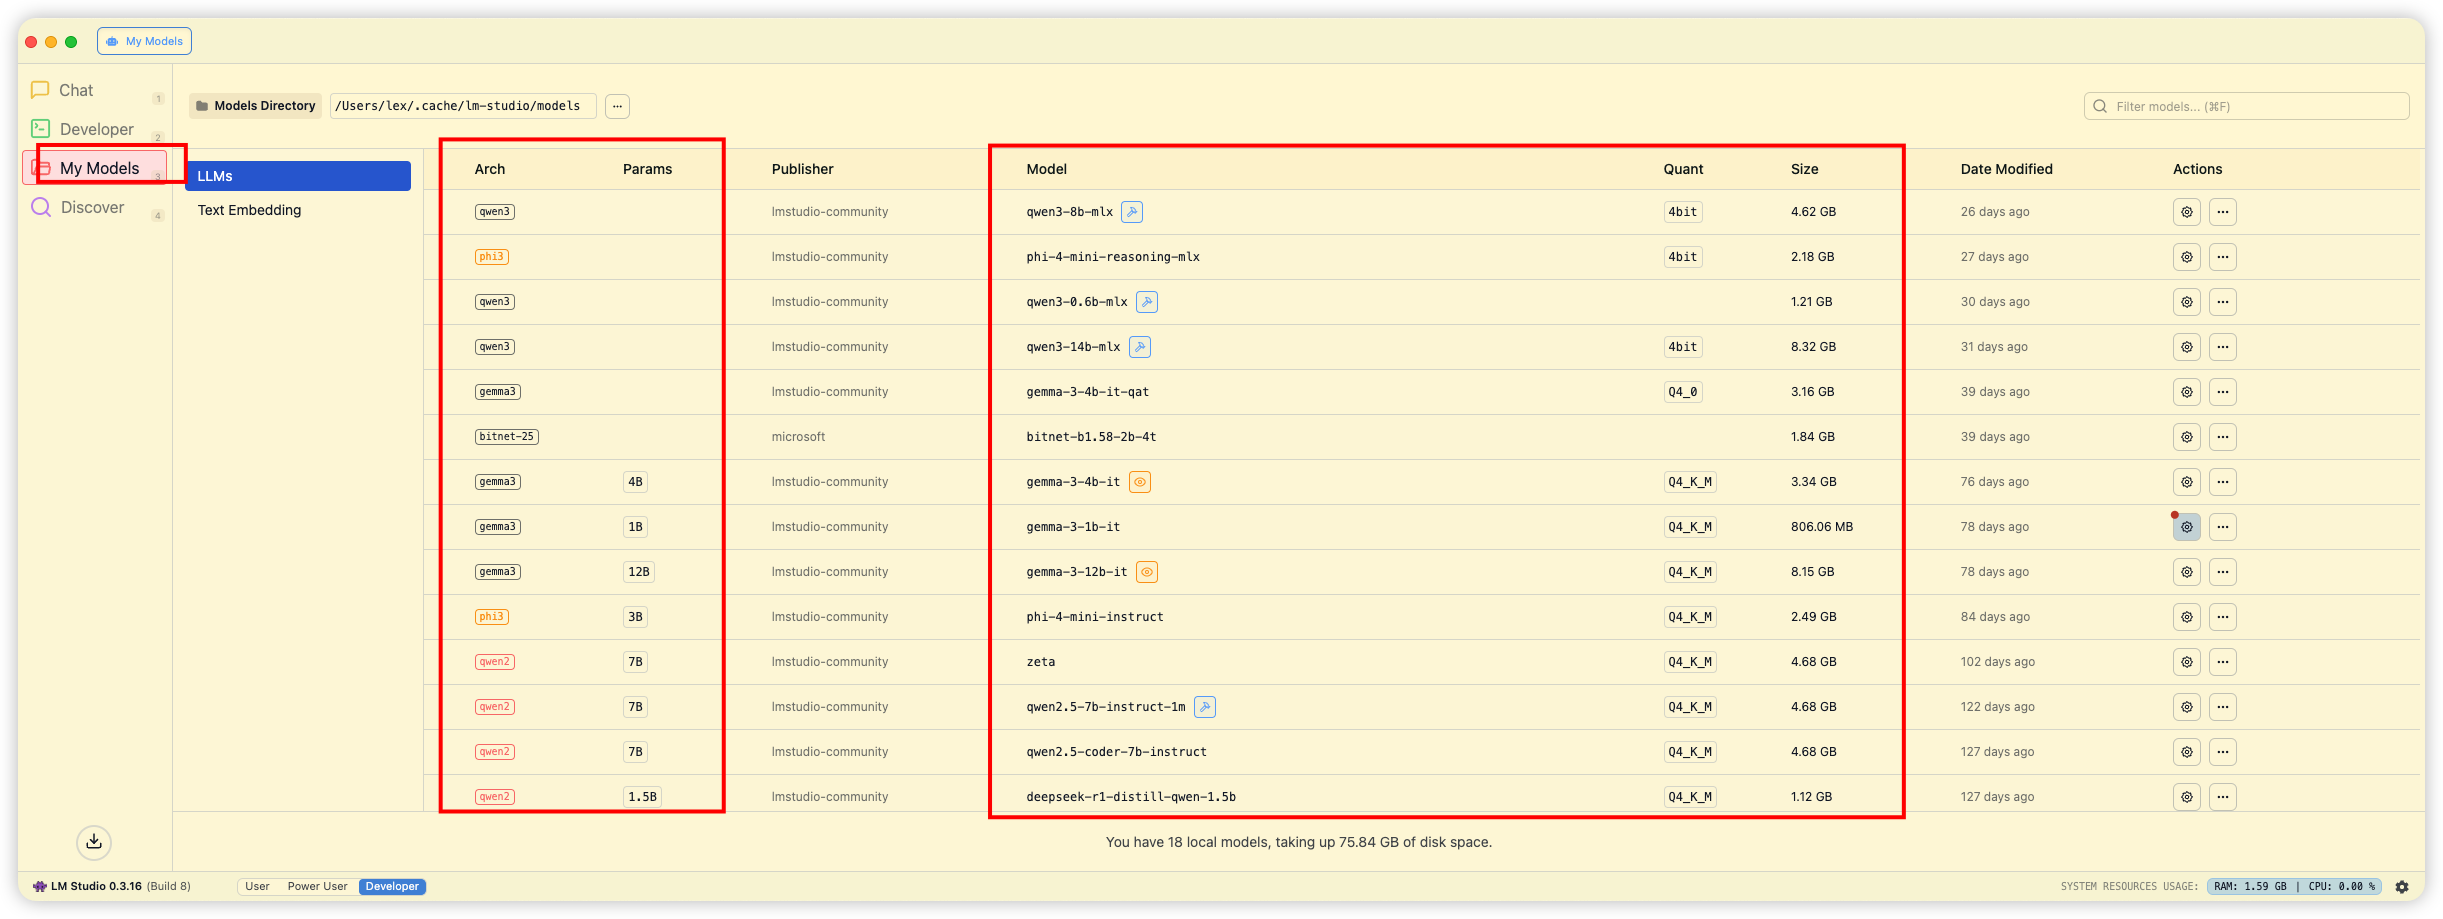 My Models
Chat 1
Developer 2
My Models 3
Discover 4
Models Directory /Users/lex/.cache/lm-studio/models ...
Filter models... (⌘F)
LLMs
Text Embedding
Arch Params Publisher Model Quant Size Date Modified Actions
qwen3 lmstudio-community qwen3-8b-mlx 4bit 4.62 GB 26 days ago ...
phi3 lmstudio-community phi-4-mini-reasoning-mlx 4bit 2.18 GB 27 days ago ...
qwen3 lmstudio-community qwen3-0.6b-mlx 1.21 GB 30 days ago ...
qwen3 lmstudio-community qwen3-14b-mlx 4bit 8.32 GB 31 days ago ...
gemma3 lmstudio-community gemma-3-4b-it-qat Q4_0 3.16 GB 39 days ago ...
bitnet-25 microsoft bitnet-b1.58-2b-4t 1.84 GB 39 days ago ...
gemma3 4B lmstudio-community gemma-3-4b-it Q4_K_M 3.34 GB 76 days ago ...
gemma3 1B lmstudio-community gemma-3-1b-it Q4_K_M 806.06 MB 78 days ago ...
gemma3 12B lmstudio-community gemma-3-12b-it Q4_K_M 8.15 GB 78 days ago ...
phi3 3B lmstudio-community phi-4-mini-instruct Q4_K_M 2.49 GB 84 days ago ...
qwen2 7B lmstudio-community zeta Q4_K_M 4.68 GB 102 days ago ...
qwen2 7B lmstudio-community qwen2.5-7b-instruct-1m Q4_K_M 4.68 GB 122 days ago ...
qwen2 7B lmstudio-community qwen2.5-coder-7b-instruct Q4_K_M 4.68 GB 127 days ago ...
qwen2 1.5B lmstudio-community deepseek-r1-distill-qwen-1.5b Q4_K_M 1.12 GB 127 days ago ...
You have 18 local models, taking up 75.84 GB of disk space.
LM Studio 0.3.16 (Build 8) User Power User Developer SYSTEM RESOURCES USAGE: RAM: 1.59 GB | CPU: 0.00 %